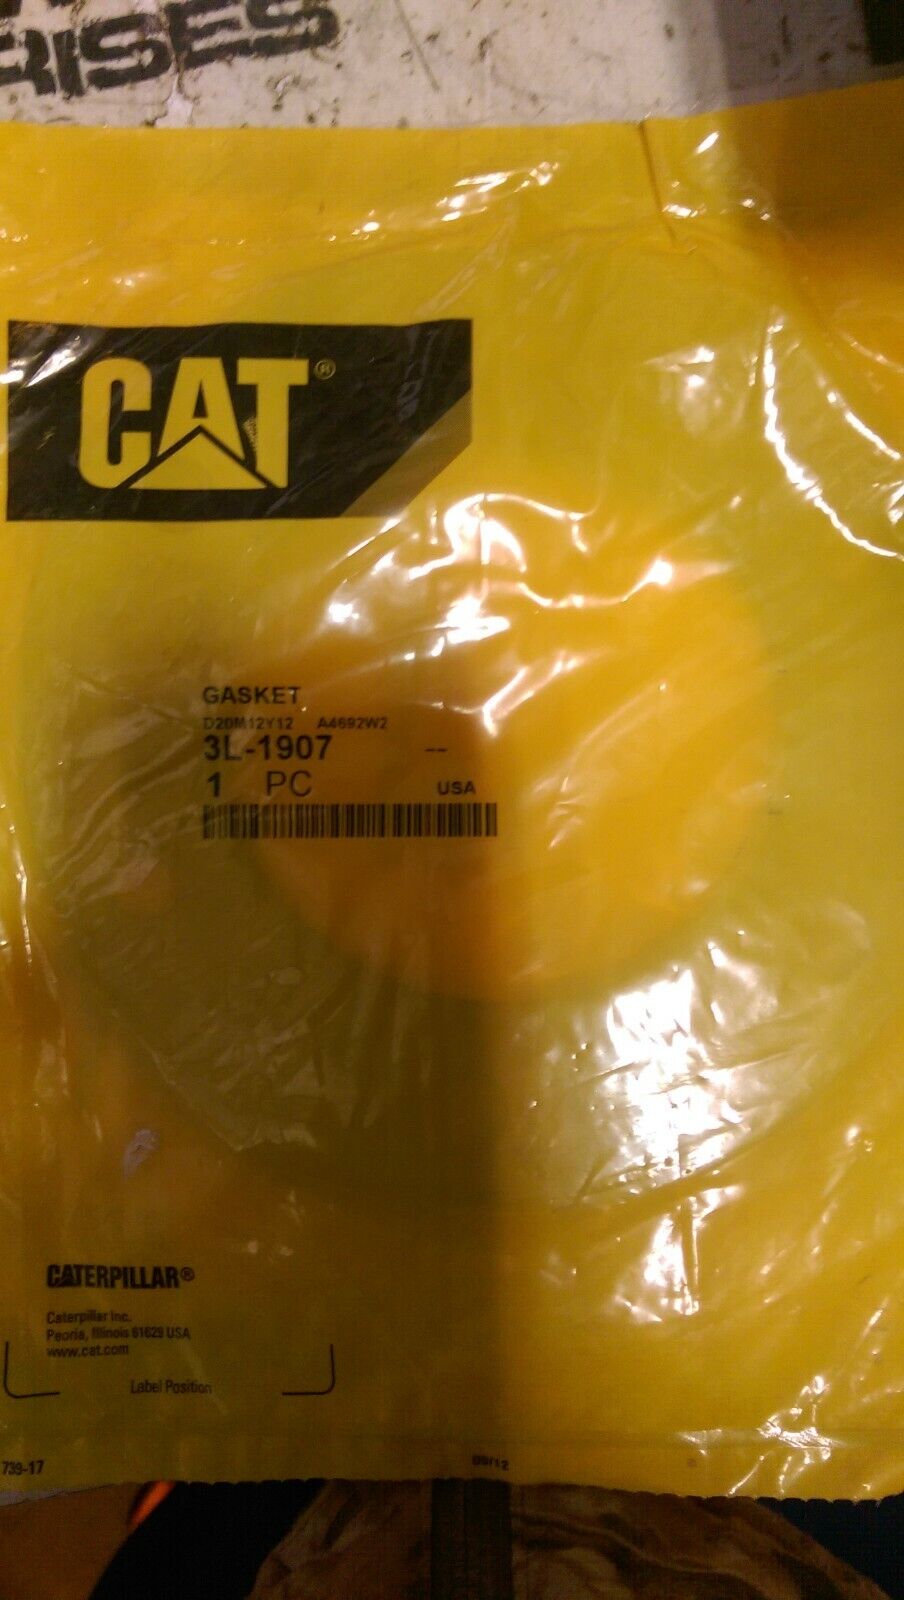 RISES
CAT®
GASKET
D20M12Y12 A4692W2
3L-1907 --
1 PC USA
CATERPILLAR®
Caterpillar Inc.
Peoria, Illinois 61629 USA
www.cat.com
Label Position
739-17 09/12